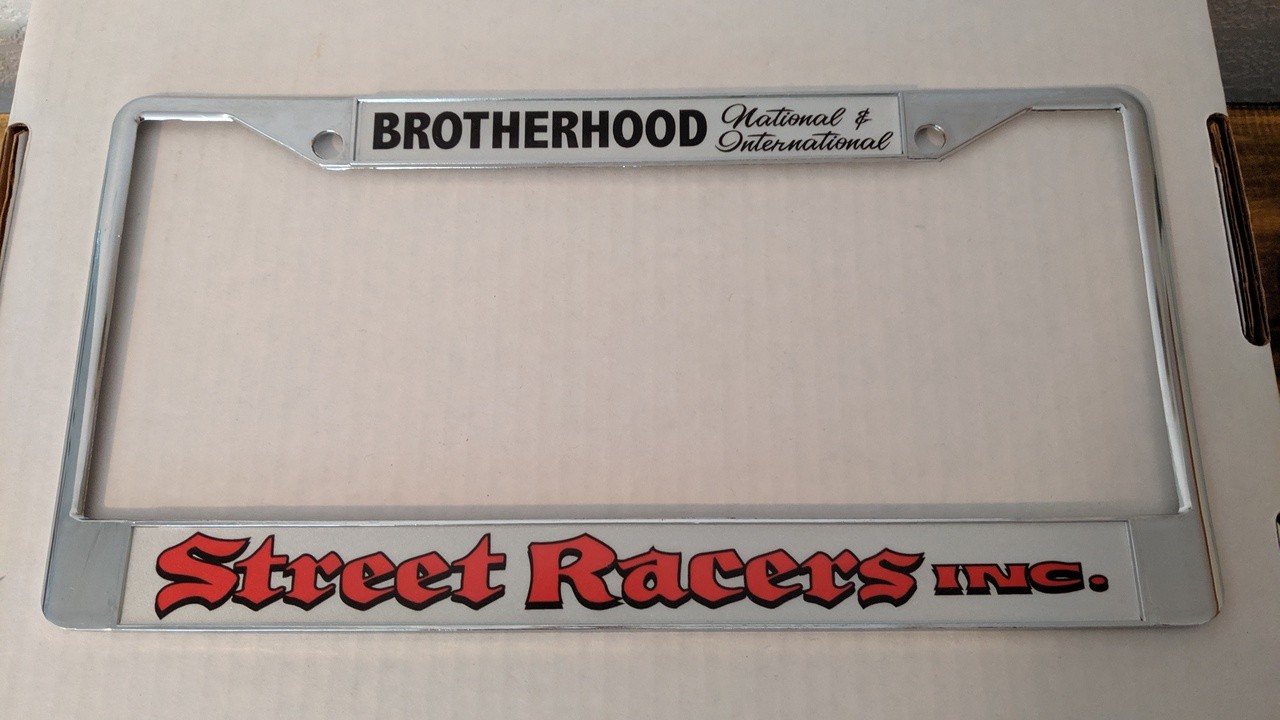 BROTHERHOOD National &
International
Street Racers INC.